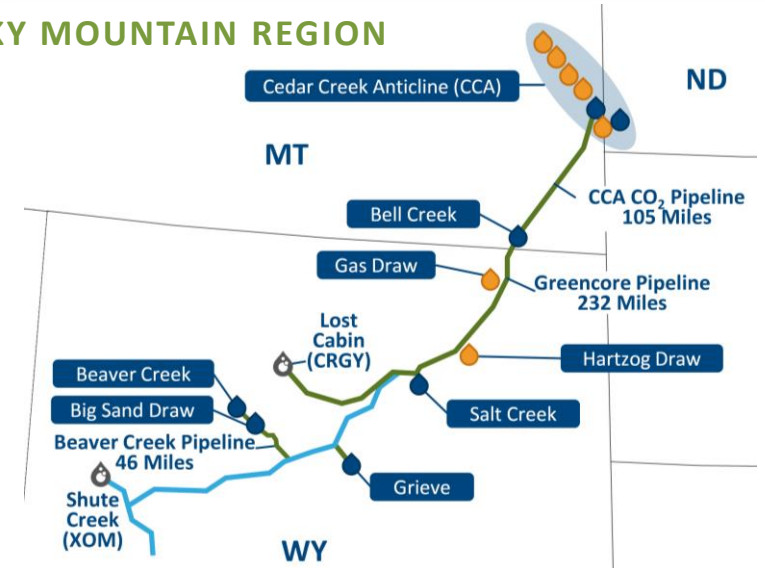 KY MOUNTAIN REGION
Cedar Creek Anticline (CCA)
ND
MT
CCA CO₂ Pipeline
105 Miles
Bell Creek
Gas Draw
Greencore Pipeline
232 Miles
Lost
Cabin
(CRGY)
Hartzog Draw
Beaver Creek
Big Sand Draw
Salt Creek
Beaver Creek Pipeline
46 Miles
Grieve
Shute
Creek
(XOM)
WY